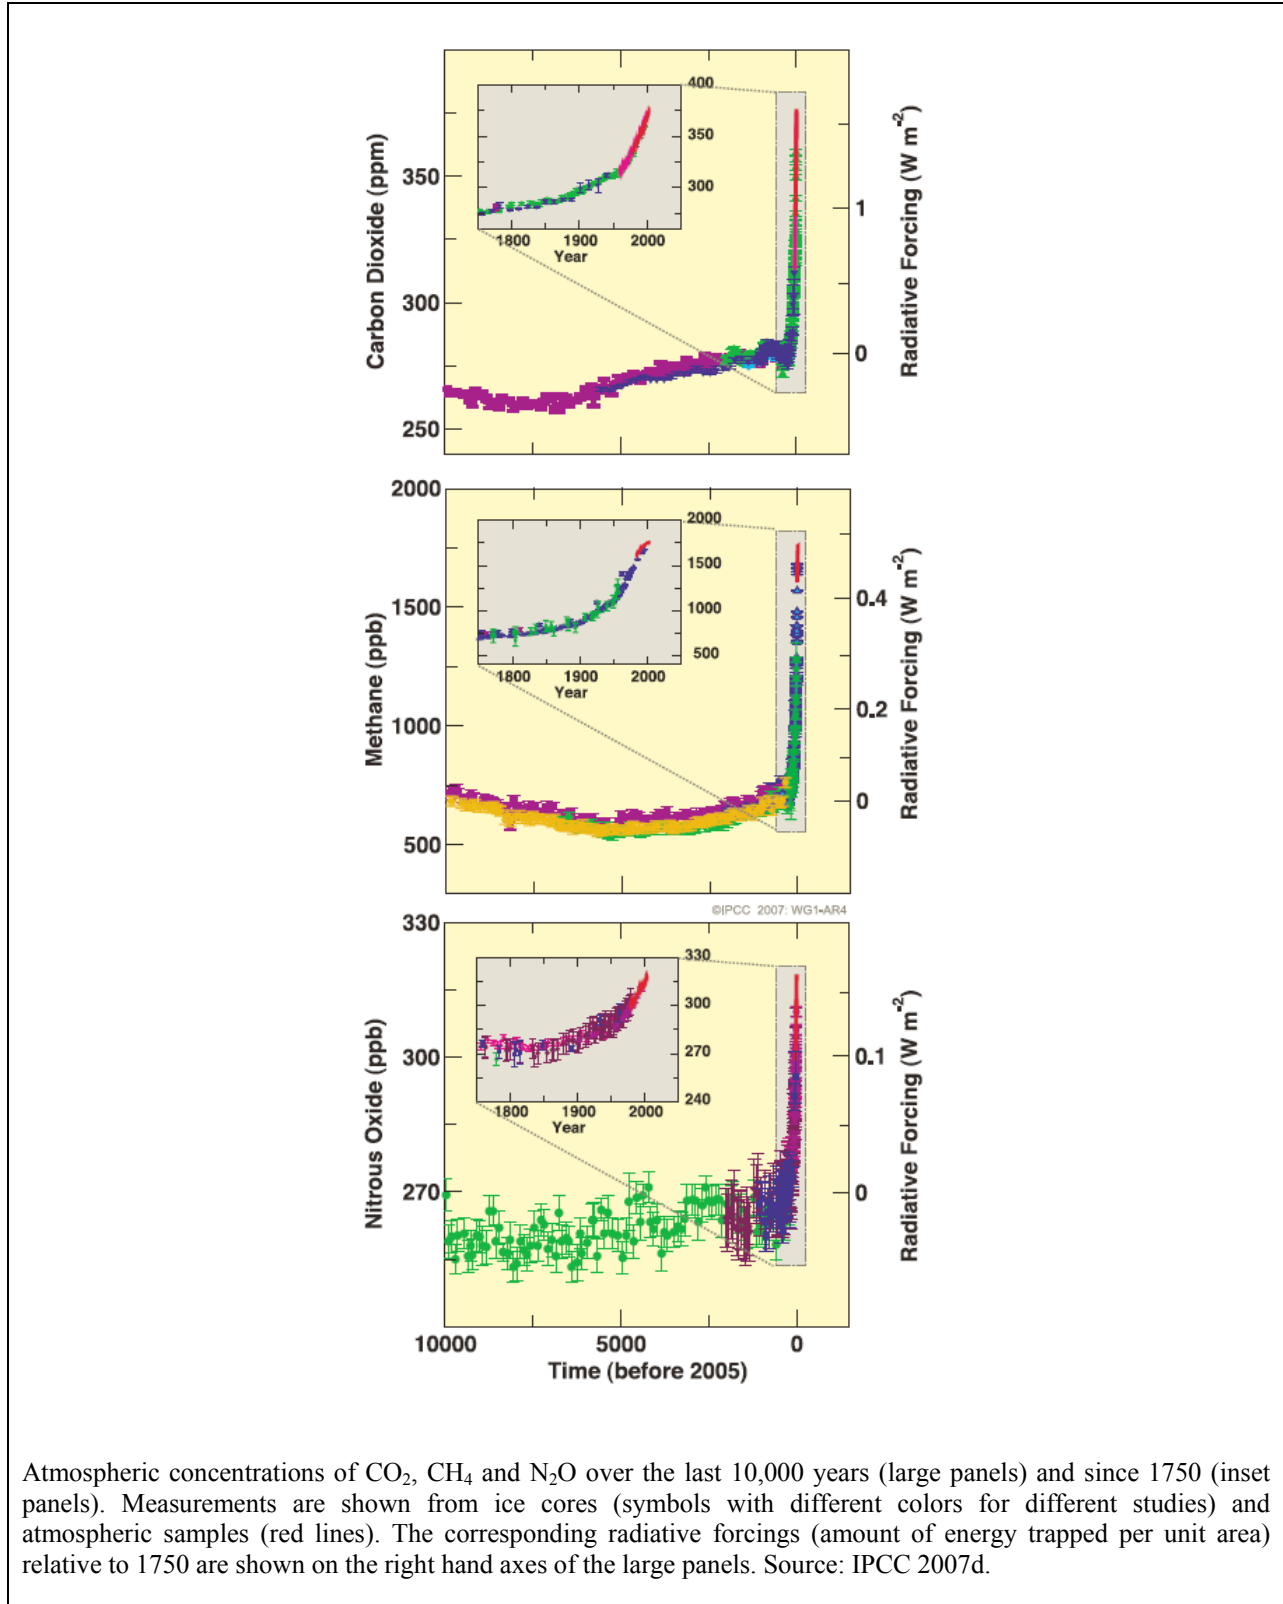 400
350
300
1800
1900
2000
Year
Carbon Dioxide (ppm)
350
300
250
1
0
Radiative Forcing (W m-2)
2000
1500
1000
500
2000
1500
1000
500
1800
1900
2000
Year
Methane (ppb)
0.4
0.2
0
Radiative Forcing (W m-2)
©IPCC 2007: WG1-AR4
330
300
270
330
300
270
240
1800
1900
2000
Year
Nitrous Oxide (ppb)
0.1
0
Radiative Forcing (W m-2)
10000
5000
0
Time (before 2005)
Atmospheric concentrations of CO2, CH4 and N2O over the last 10,000 years (large panels) and since 1750 (inset
panels). Measurements are shown from ice cores (symbols with different colors for different studies) and
atmospheric samples (red lines). The corresponding radiative forcings (amount of energy trapped per unit area)
relative to 1750 are shown on the right hand axes of the large panels. Source: IPCC 2007d.